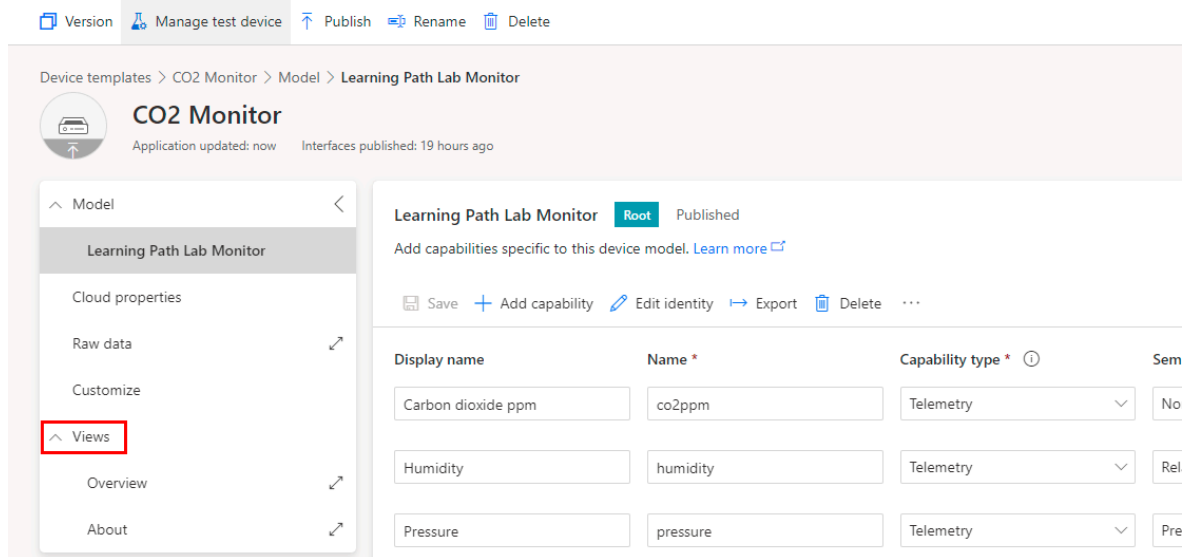 Version Manage test device Publish Rename Delete
Device templates > CO2 Monitor > Model > Learning Path Lab Monitor
CO2 Monitor
Application updated: now Interfaces published: 19 hours ago
Model
Learning Path Lab Monitor
Cloud properties
Raw data
Customize
Views
Overview
About
Learning Path Lab Monitor Root Published
Add capabilities specific to this device model. Learn more
Save Add capability Edit identity Export Delete ...
Display name Name * Capability type * Sem
Carbon dioxide ppm co2ppm Telemetry No
Humidity humidity Telemetry Rel
Pressure pressure Telemetry Pre